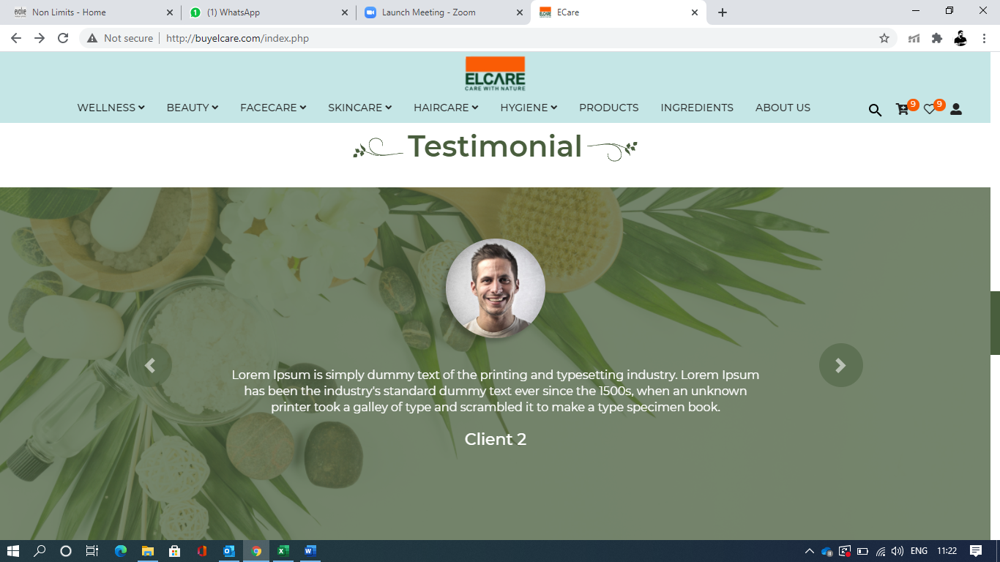 Non Limits - Home
(1) WhatsApp
Launch Meeting - Zoom
ECare
Not secure
http://buyelcare.com/index.php
ELCARE
CARE WITH NATURE
WELLNESS BEAUTY FACECARE SKINCARE HAIRCARE HYGIENE PRODUCTS INGREDIENTS ABOUT US 9 9
Testimonial
Lorem Ipsum is simply dummy text of the printing and typesetting industry. Lorem Ipsum
has been the industry's standard dummy text ever since the 1500s, when an unknown
printer took a galley of type and scrambled it to make a type specimen book.
Client 2
ENG 11:22